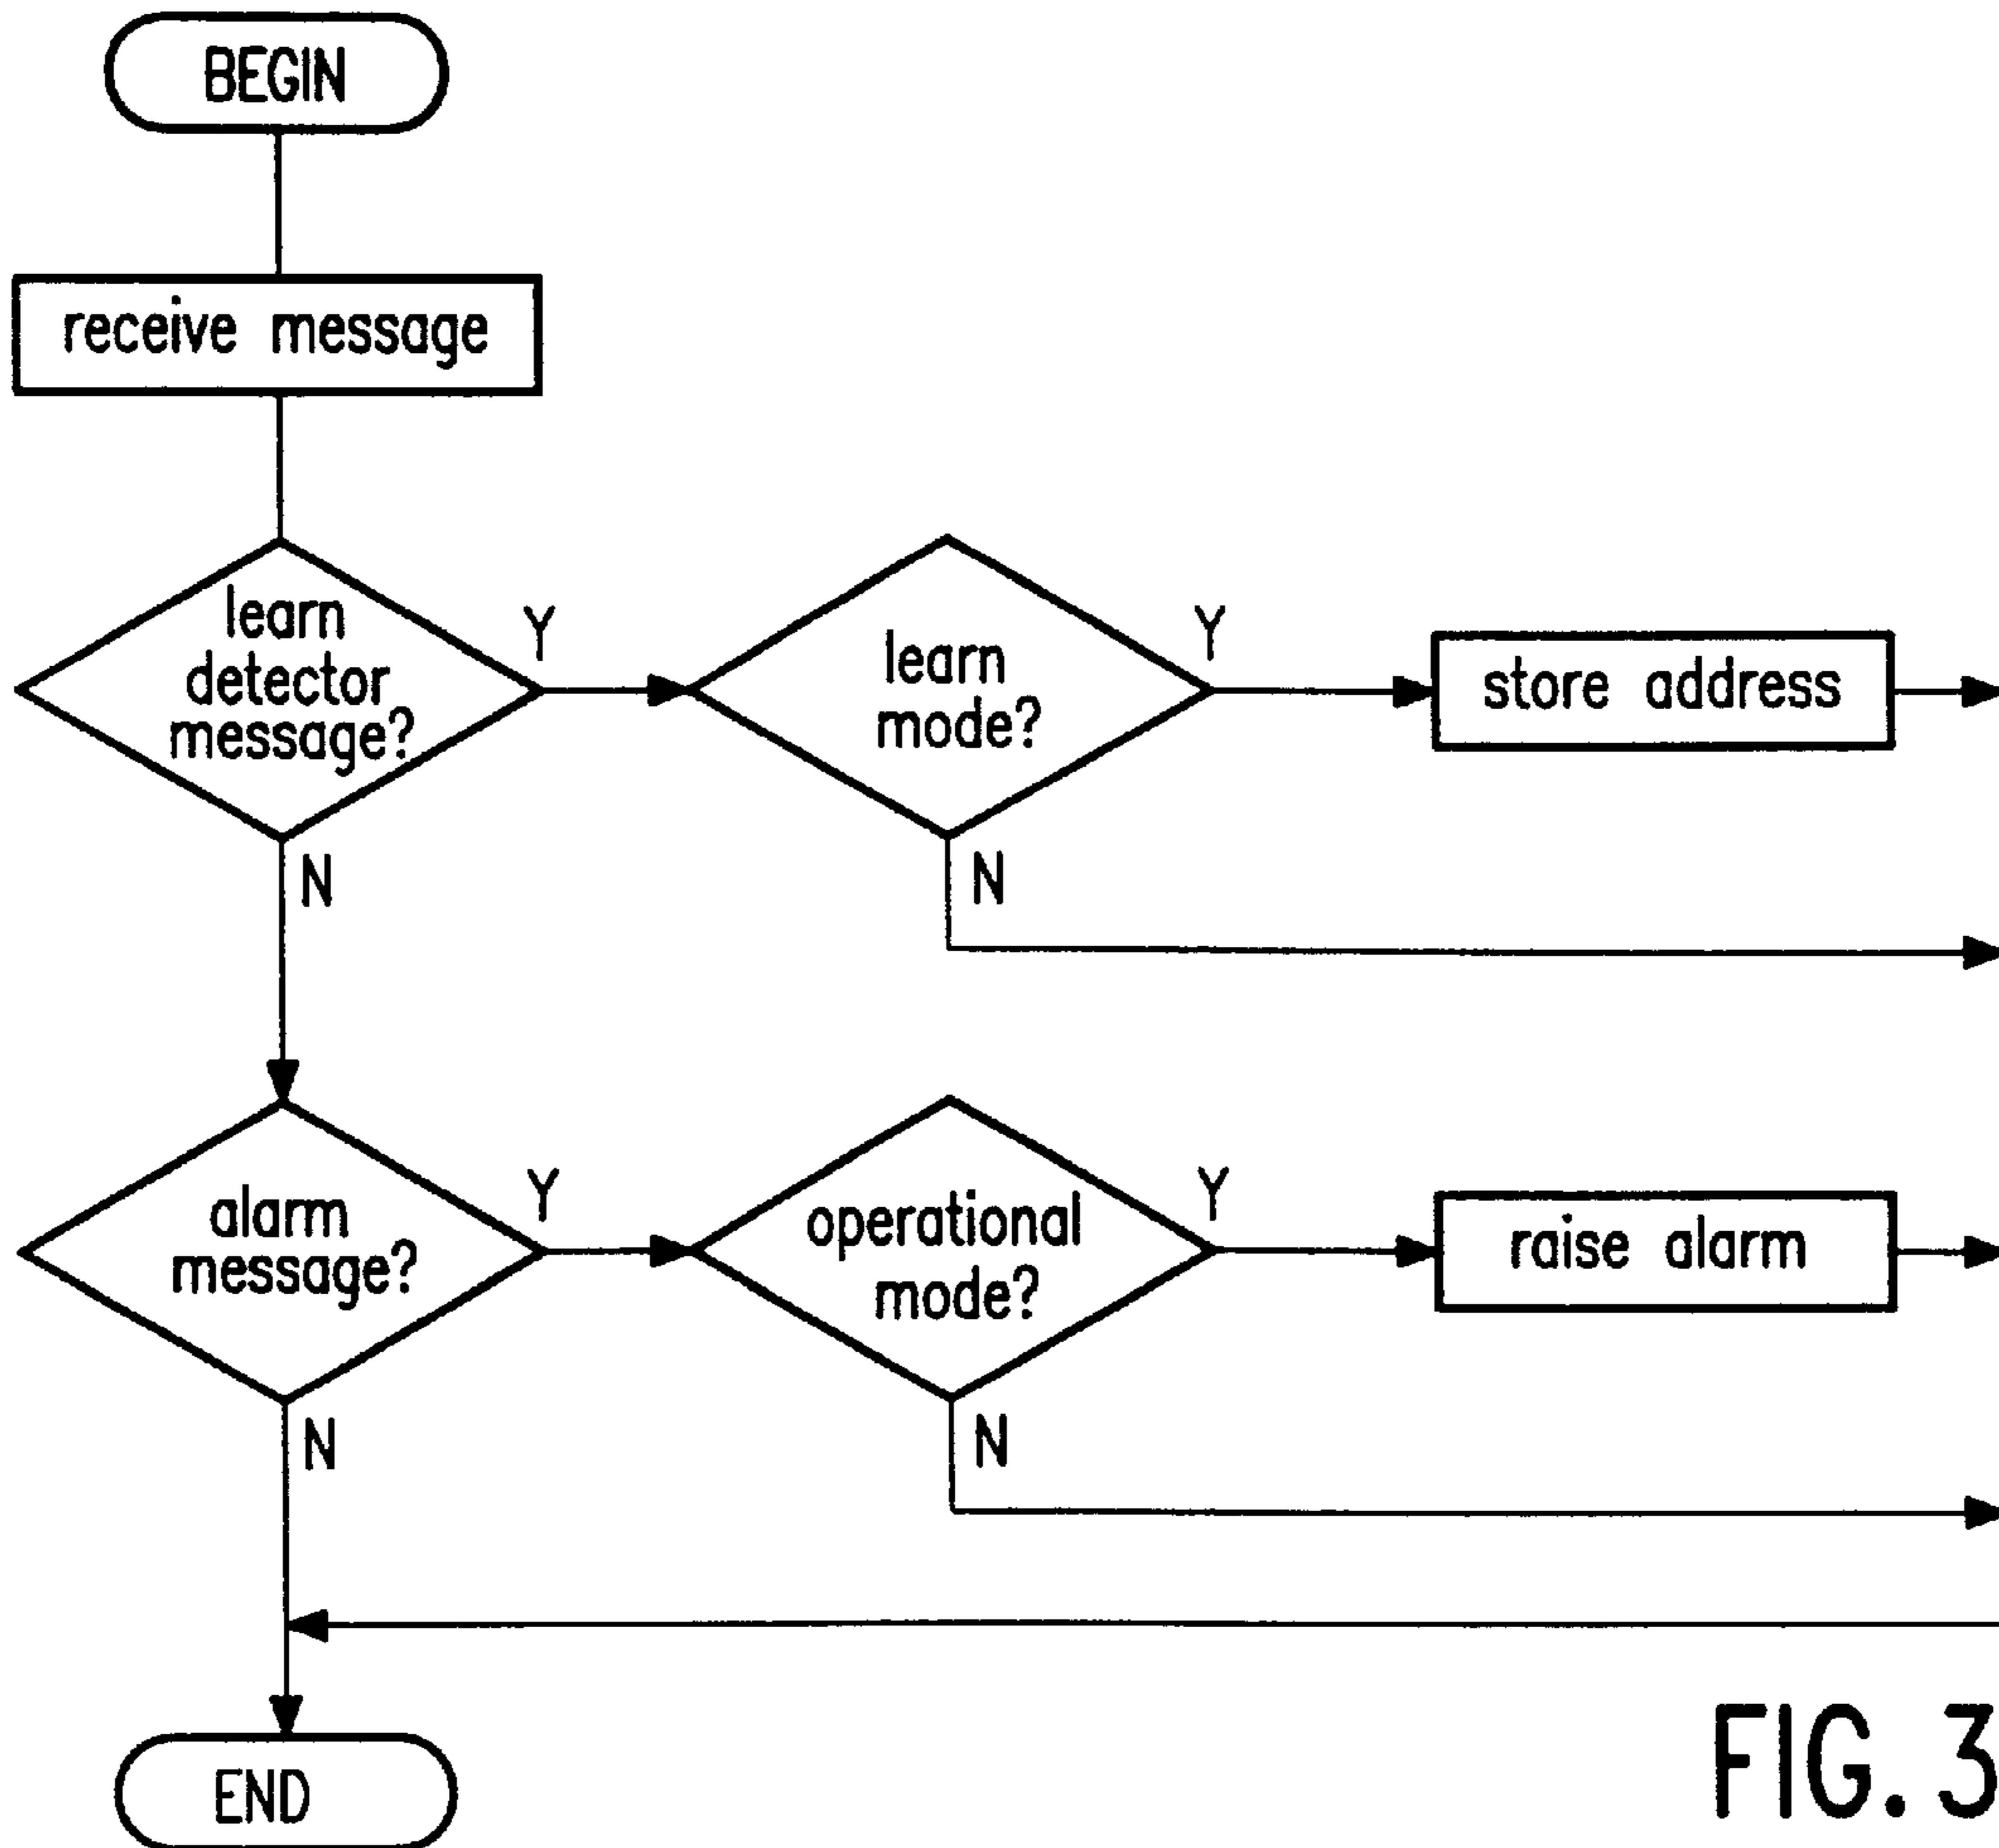 BEGIN
receive message
learn
detector
message?
Y
learn
mode?
Y
store address
N
N
alarm
message?
Y
operational
mode?
Y
raise alarm
N
N
END
FIG. 3